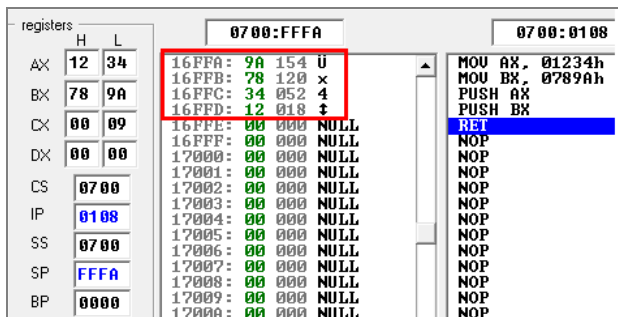 registers
H L
AX 12 34
BX 78 9A
CX 00 09
DX 00 00
CS 0700
IP 0108
SS 0700
SP FFFA
BP 0000
0700:FFFA
16FFA: 9A 154 Ü
16FFB: 78 120 x
16FFC: 34 052 4
16FFD: 12 018 ↕
16FFE: 00 000 NULL
16FFF: 00 000 NULL
17000: 00 000 NULL
17001: 00 000 NULL
17002: 00 000 NULL
17003: 00 000 NULL
17004: 00 000 NULL
17005: 00 000 NULL
17006: 00 000 NULL
17007: 00 000 NULL
17008: 00 000 NULL
17009: 00 000 NULL
1700A: 00 000 NULL
0700:0108
MOV AX, 01234h
MOV BX, 0789Ah
PUSH AX
PUSH BX
RET
NOP
NOP
NOP
NOP
NOP
NOP
NOP
NOP
NOP
NOP
NOP
NOP